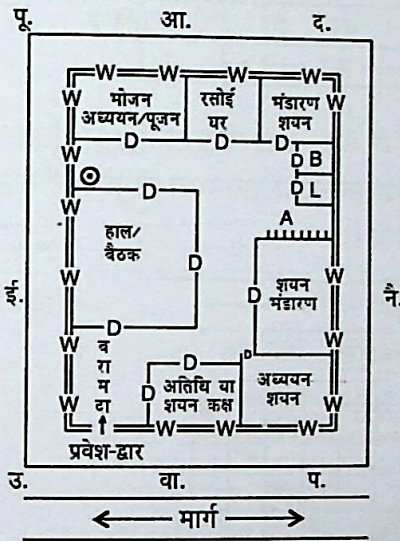 पू. आ. द.
W W W W
भोजन रसोई भंडारण
अध्ययन/पूजन घर शयन
W W
D D D
W D B
D L
⊙ D
W A
हाल/
बैठक
W D D शयन W
भंडारण
ई. नै.
D
W व D D W
रा अतिथि या अध्ययन
म D शयन कक्ष शयन
W दा W
↑ W W W
प्रवेश-द्वार
उ. वा. प.
← मार्ग →